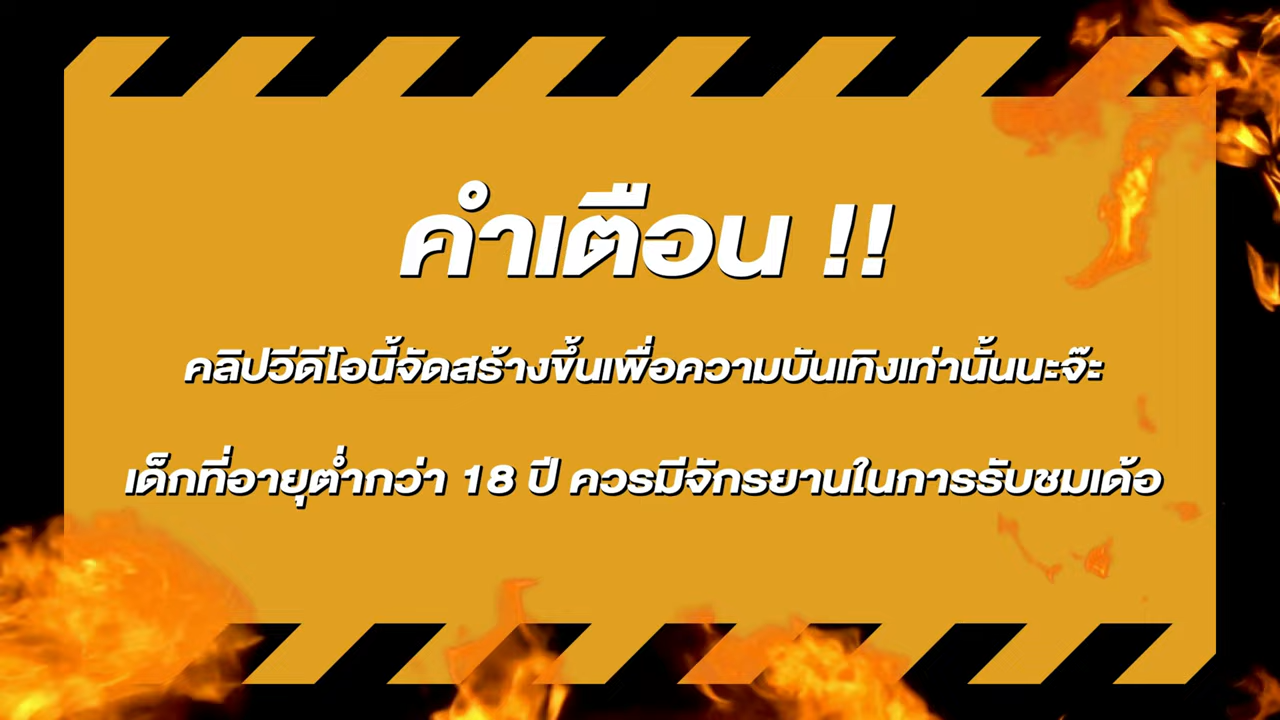 คำเตือน !!
คลิปวีดีโอนี้จัดสร้างขึ้นเพื่อความบันเทิงเท่านั้นนะจ๊ะ
เด็กที่อายุต่ำกว่า 18 ปี ควรมีจักรยานในการรับชมเด้อ